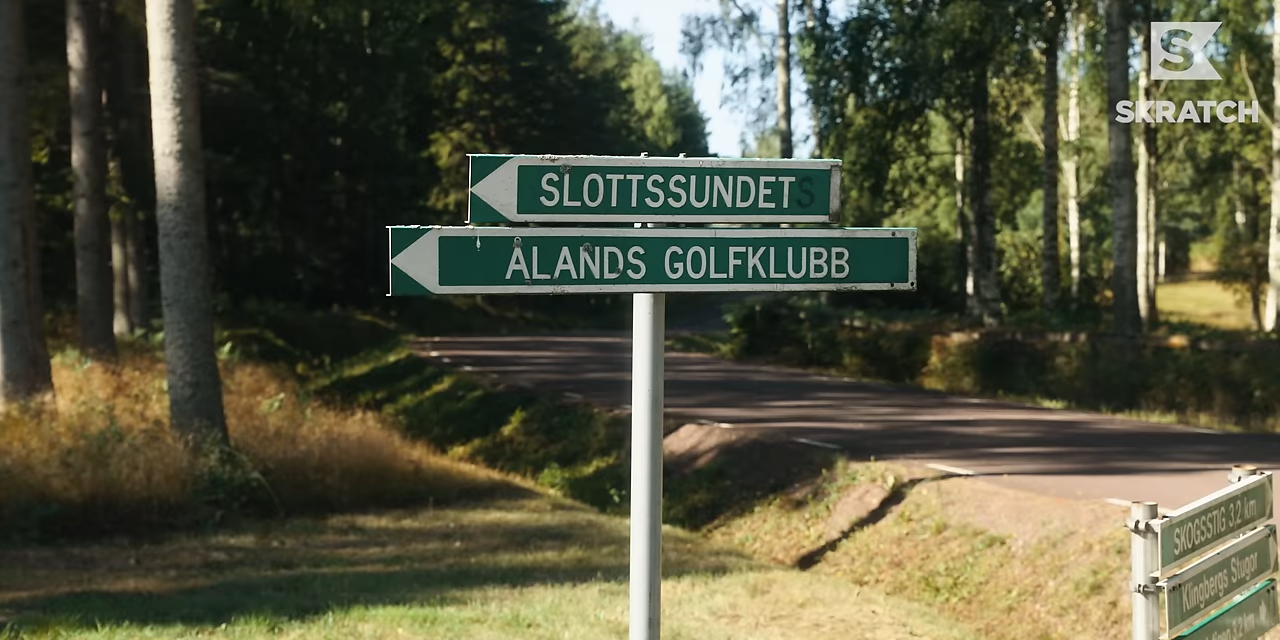 SKRATCH
SLOTTSSUNDET
ÅLANDS GOLFKLUBB
SKOGSSTIG 3,2 km
Klingbergs Stugor